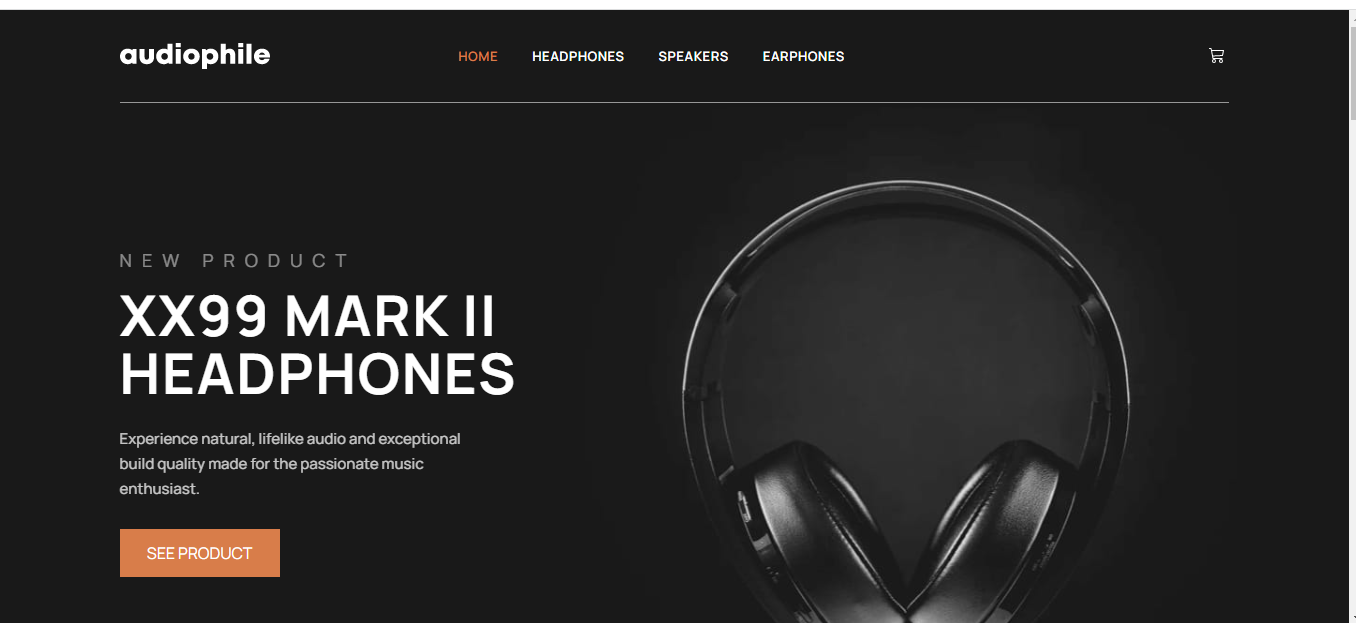 audiophile
HOME HEADPHONES SPEAKERS EARPHONES
NEW PRODUCT
XX99 MARK II
HEADPHONES
Experience natural, lifelike audio and exceptional
build quality made for the passionate music
enthusiast.
SEE PRODUCT